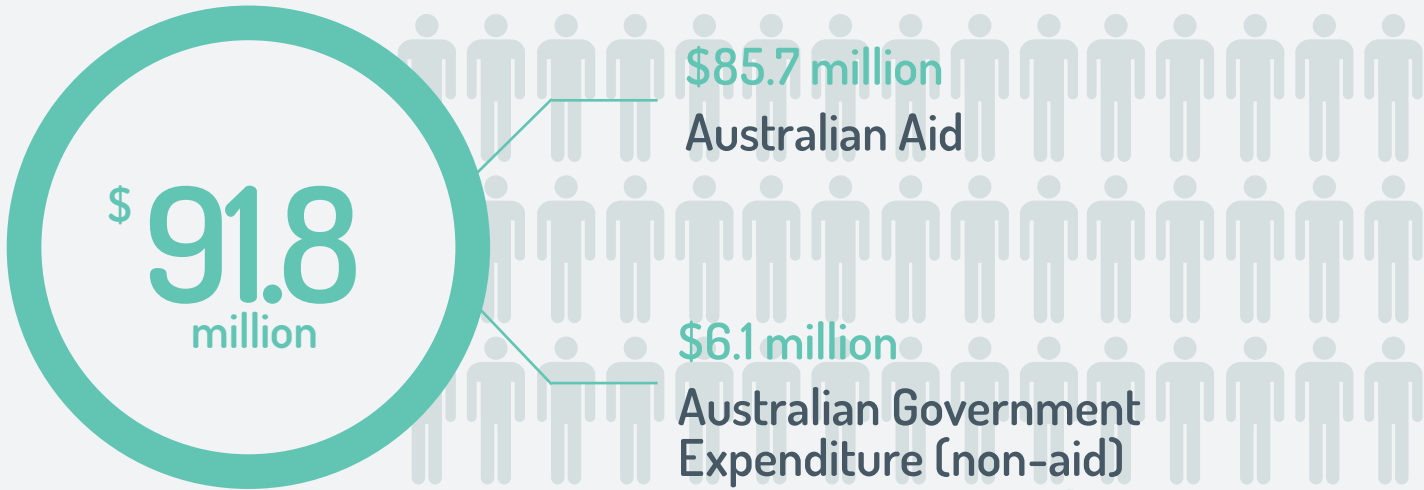 $91.8
million
$85.7 million
Australian Aid
$6.1 million
Australian Government
Expenditure (non-aid)